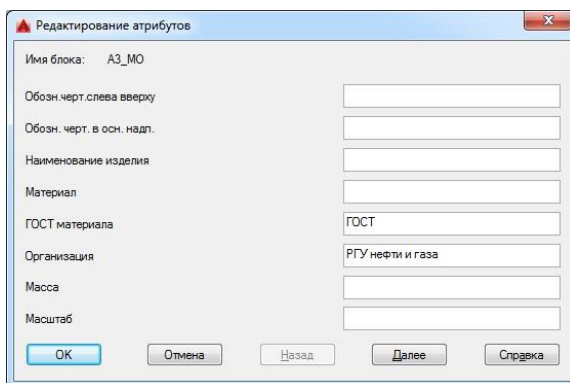 Редактирование атрибутов
Имя блока: А3_МО
Обозн.черт.слева вверху
Обозн. черт. в осн. надп.
Наименование изделия
Материал
ГОСТ материала ГОСТ
Организация РГУ нефти и газа
Масса
Масштаб
OK Отмена Назад Далее Справка